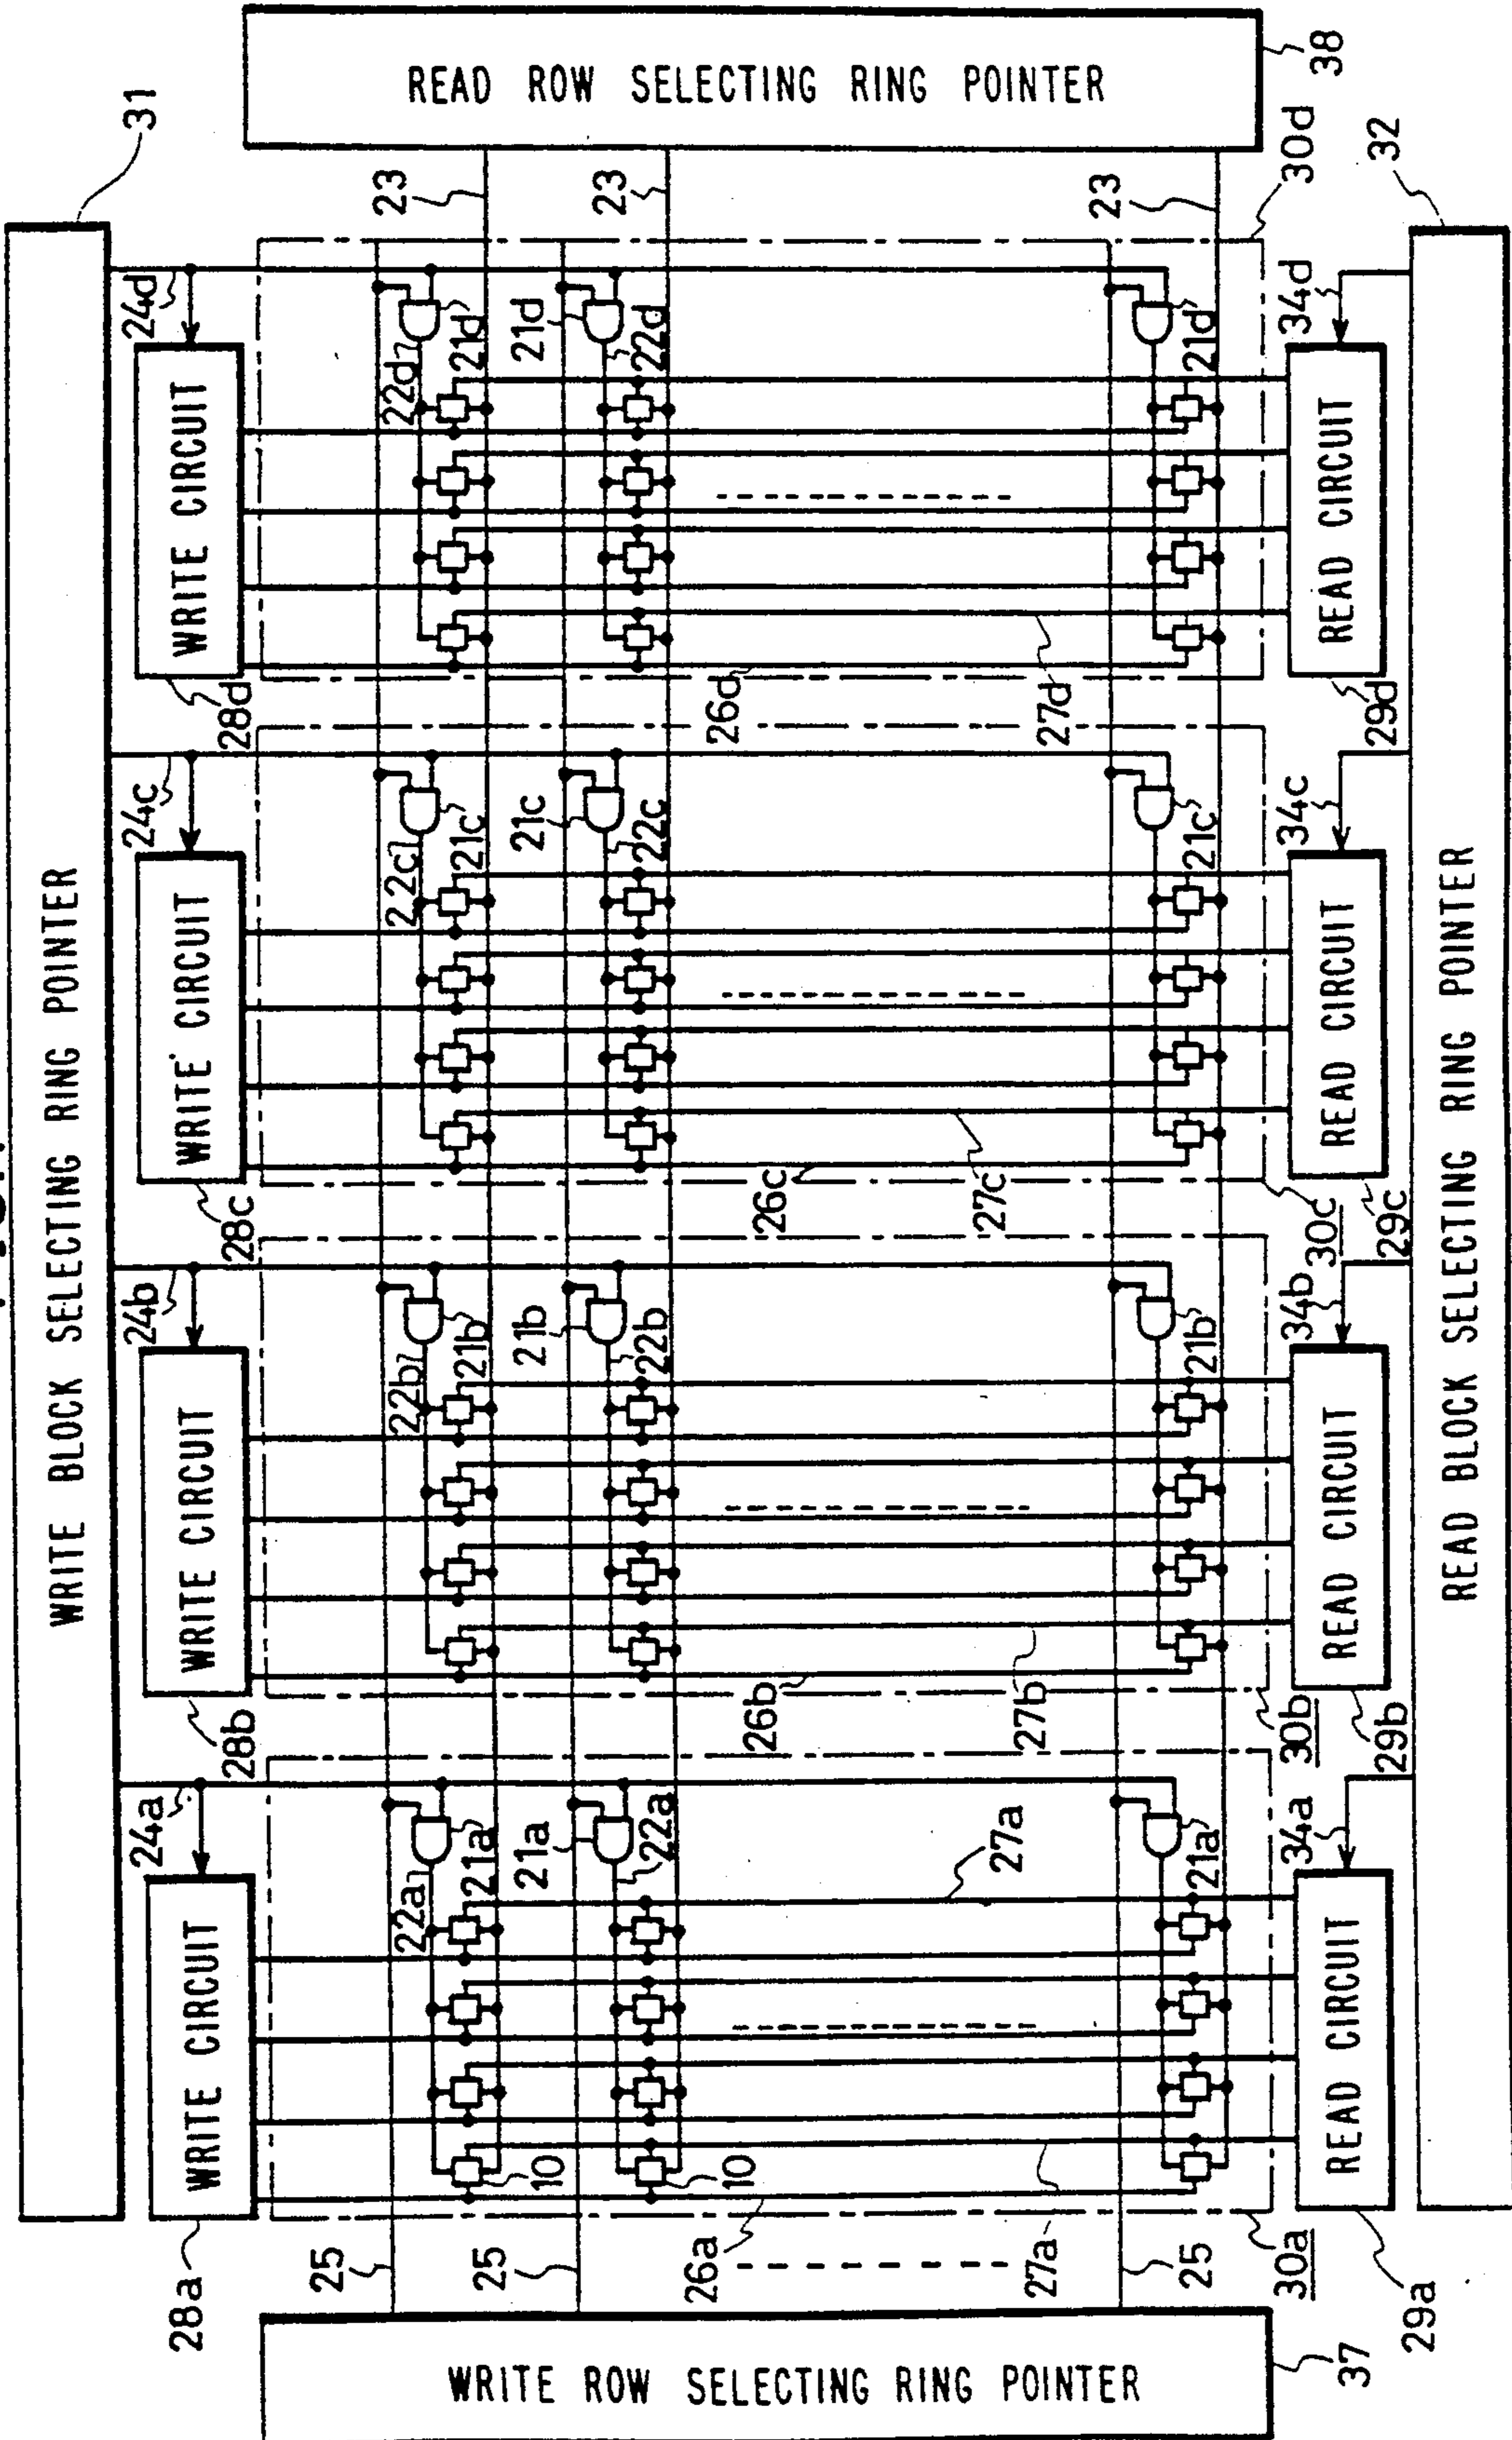 31
WRITE BLOCK SELECTING RING POINTER
24a
24b
24c
24d
WRITE CIRCUIT
WRITE CIRCUIT
WRITE CIRCUIT
WRITE CIRCUIT
28a
28b
28c
28d
25
22a
21a
22b
21b
22c
21c
22d
21d
23
10
25
21a
22a
21b
22b
21c
22c
21d
22d
23
10
26a
27a
26b
26c
26d
27a
27b
27c
27d
25
21a
21b
21c
21d
23
WRITE ROW SELECTING RING POINTER
37
READ ROW SELECTING RING POINTER
38
30a
30b
30c
30d
34a
34b
34c
34d
READ CIRCUIT
READ CIRCUIT
READ CIRCUIT
READ CIRCUIT
29a
29b
29c
29d
32
READ BLOCK SELECTING RING POINTER